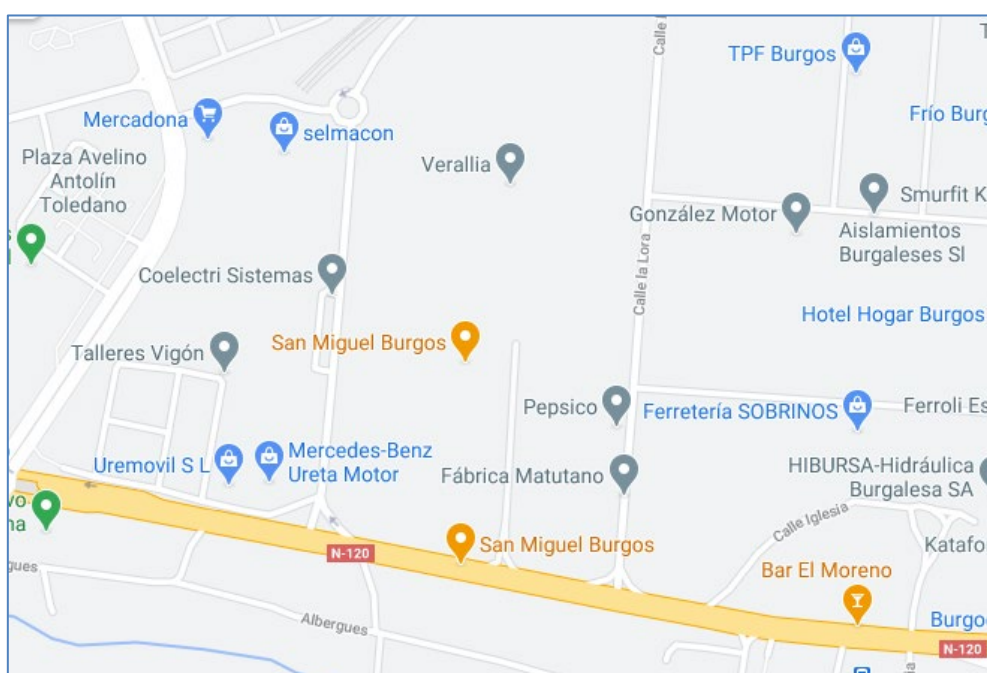 Calle l
TPF Burgos
Mercadona
selmacon
Frío Burg
Plaza Avelino
Antolín
Toledano
Verallia
Smurfit K
González Motor
Aislamientos
Burgaleses Sl
Coelectri Sistemas
Calle la Lora
Hotel Hogar Burgos
San Miguel Burgos
Talleres Vigón
Pepsico
Ferretería SOBRINOS
Ferroli Es
Uremovil S L
Mercedes-Benz
Ureta Motor
Fábrica Matutano
HIBURSA-Hidráulica
Burgalesa SA
Calle Iglesia
N-120
San Miguel Burgos
Katafo
Bar El Moreno
Albergues
Burgo
N-120